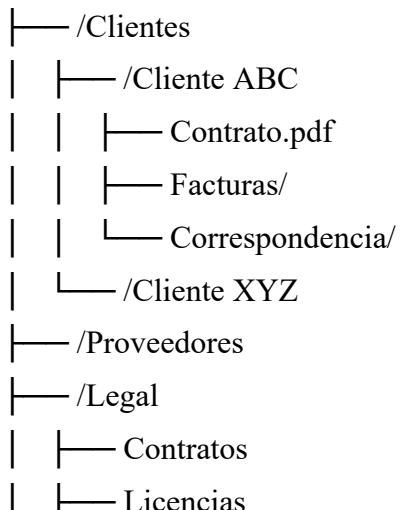 ├── /Clientes
│ ├── /Cliente ABC
│ │ ├── Contrato.pdf
│ │ ├── Facturas/
│ │ └── Correspondencia/
│ └── /Cliente XYZ
├── /Proveedores
├── /Legal
│ ├── Contratos
│ ├── Licencias